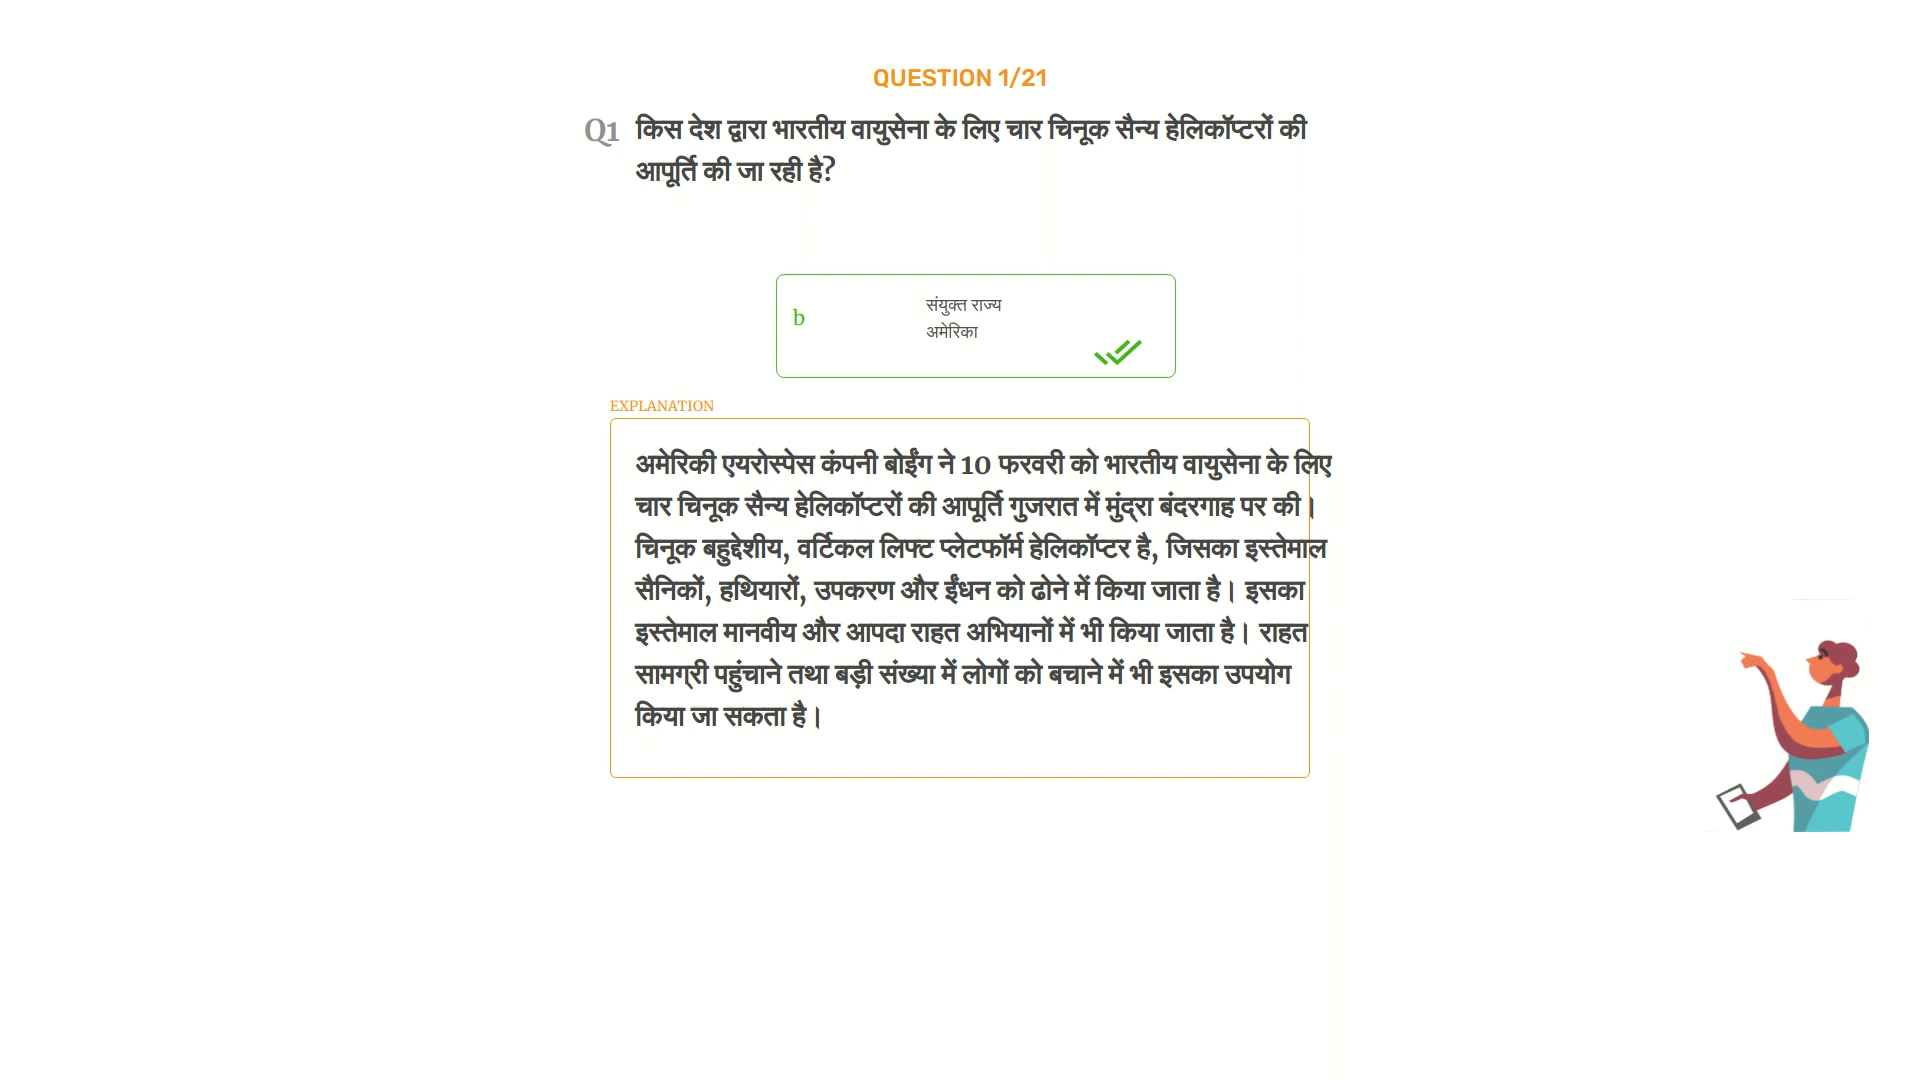 QUESTION 1/21
Q1 किस देश द्वारा भारतीय वायुसेना के लिए चार चिनूक सैन्य हेलिकॉप्टरों की
आपूर्ति की जा रही है?
b
संयुक्त राज्य
अमेरिका
EXPLANATION
अमेरिकी एयरोस्पेस कंपनी बोईंग ने 10 फरवरी को भारतीय वायुसेना के लिए
चार चिनूक सैन्य हेलिकॉप्टरों की आपूर्ति गुजरात में मुंद्रा बंदरगाह पर की।
चिनूक बहुद्देशीय, वर्टिकल लिफ्ट प्लेटफॉर्म हेलिकॉप्टर है, जिसका इस्तेमाल
सैनिकों, हथियारों, उपकरण और ईंधन को ढोने में किया जाता है। इसका
इस्तेमाल मानवीय और आपदा राहत अभियानों में भी किया जाता है। राहत
सामग्री पहुंचाने तथा बड़ी संख्या में लोगों को बचाने में भी इसका उपयोग
किया जा सकता है।